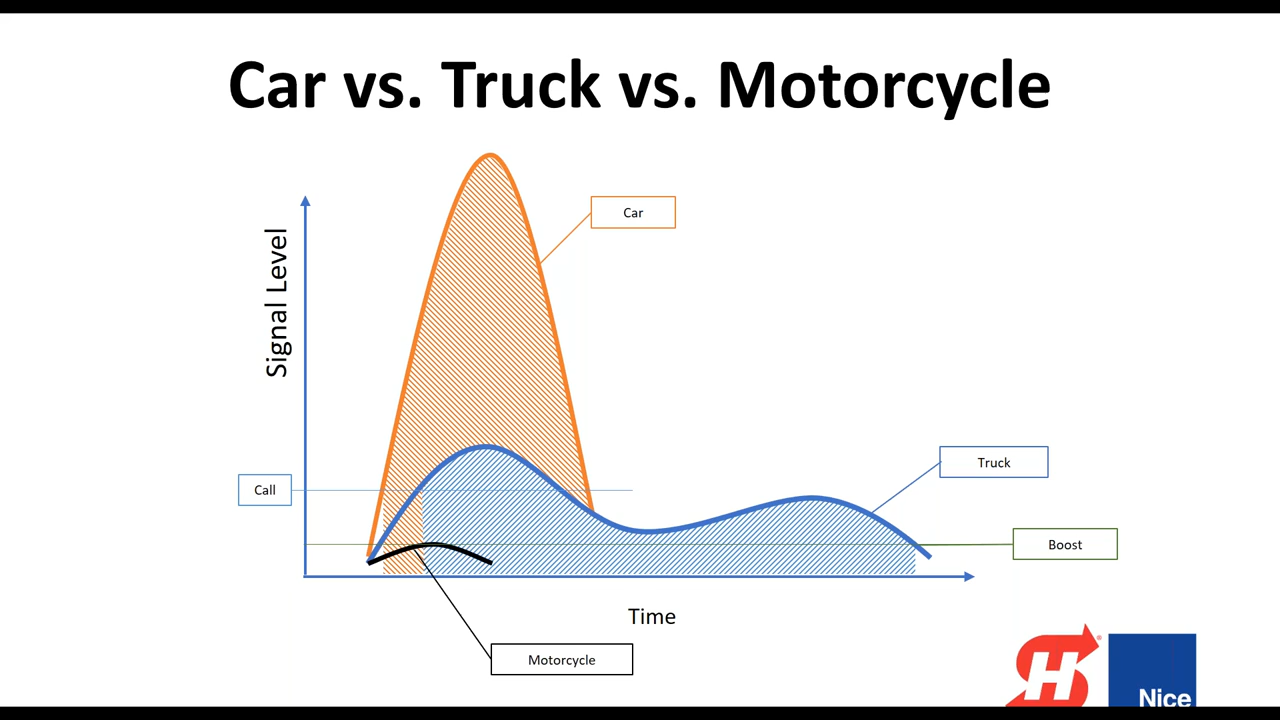 Car vs. Truck vs. Motorcycle
Car
Signal Level
Truck
Call
Boost
Time
Motorcycle
H®
Nice